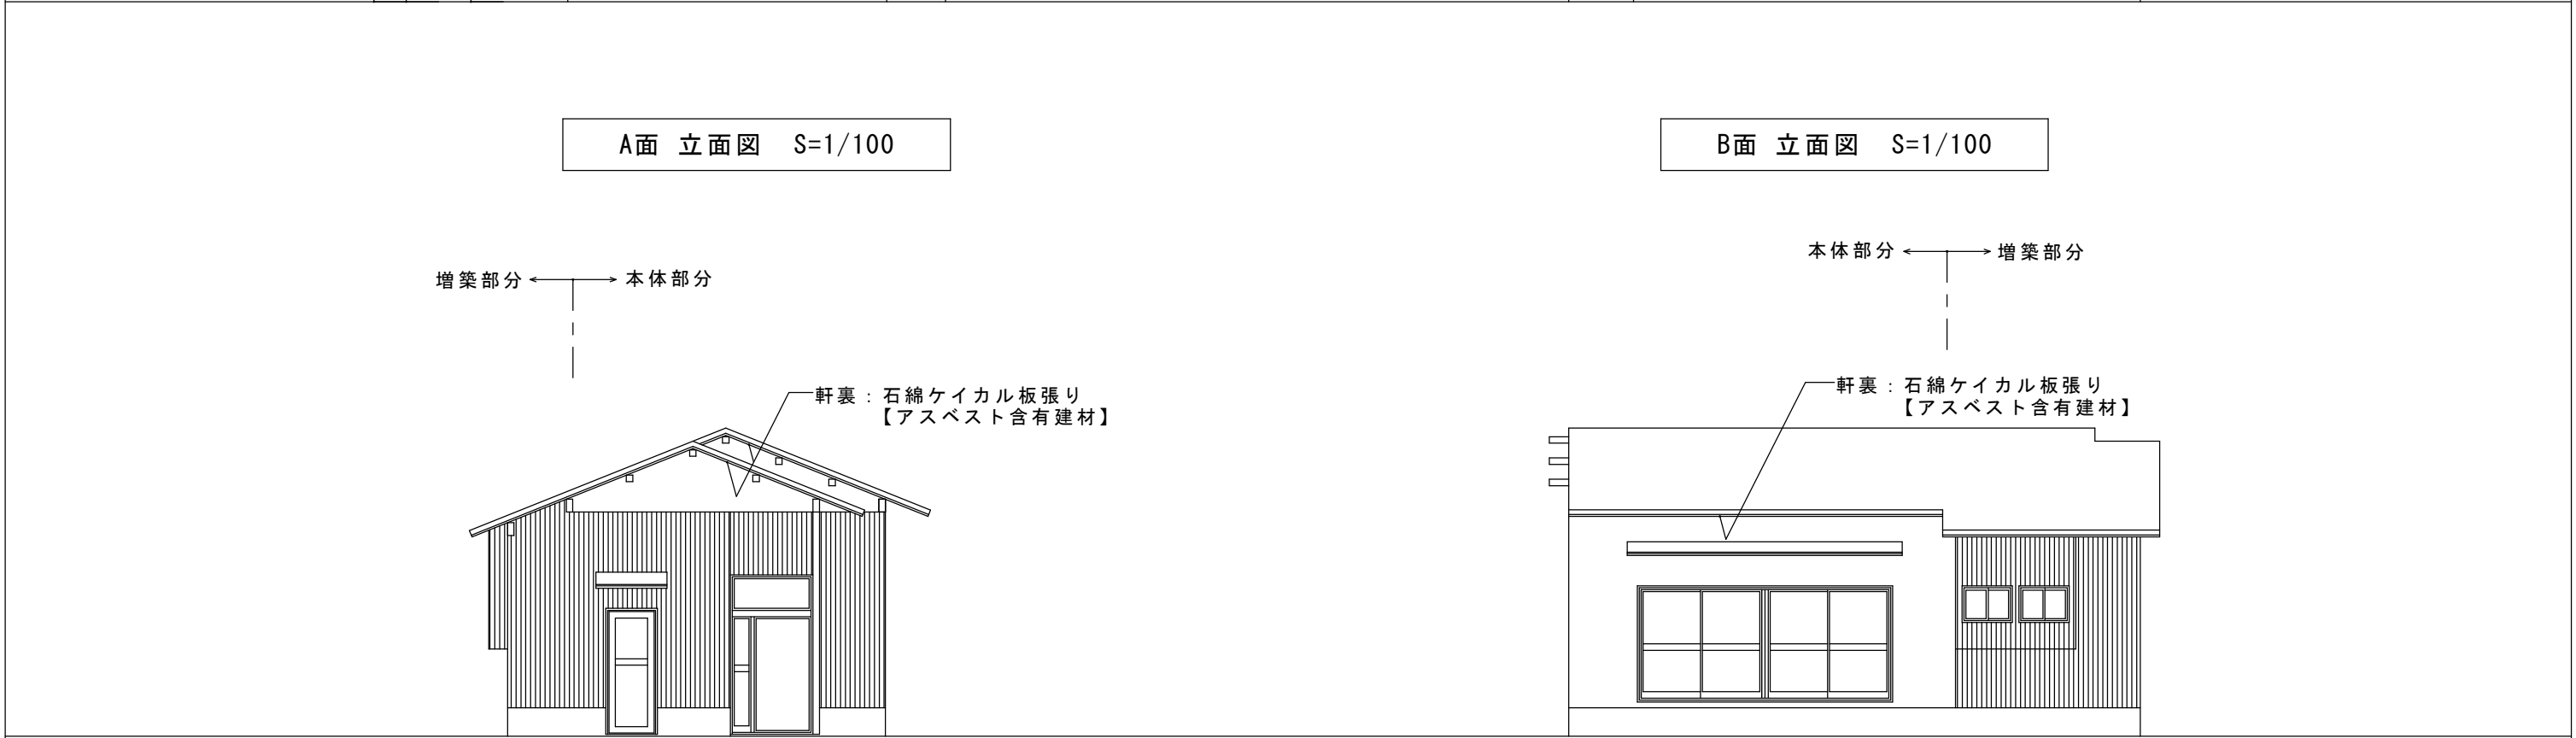 A面 立面図 S=1/100
増築部分 本体部分
軒裏：石綿ケイカル板張り
【アスベスト含有建材】
B面 立面図 S=1/100
本体部分 増築部分
軒裏：石綿ケイカル板張り
【アスベスト含有建材】